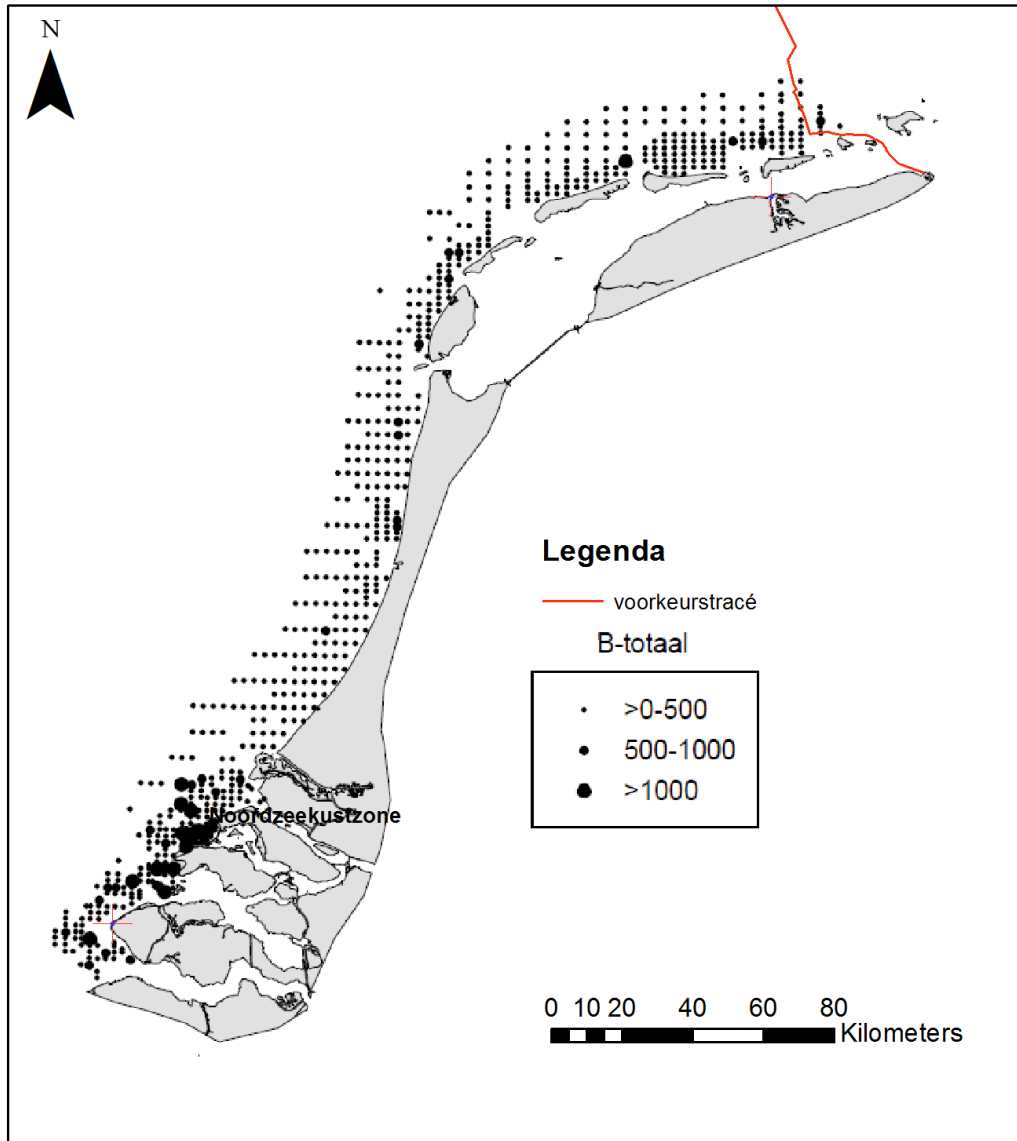 N
Legenda
voorkeurstracé
B-totaal
>0-500
500-1000
>1000
Noordzeekustzone
0 10 20 40 60 80
Kilometers